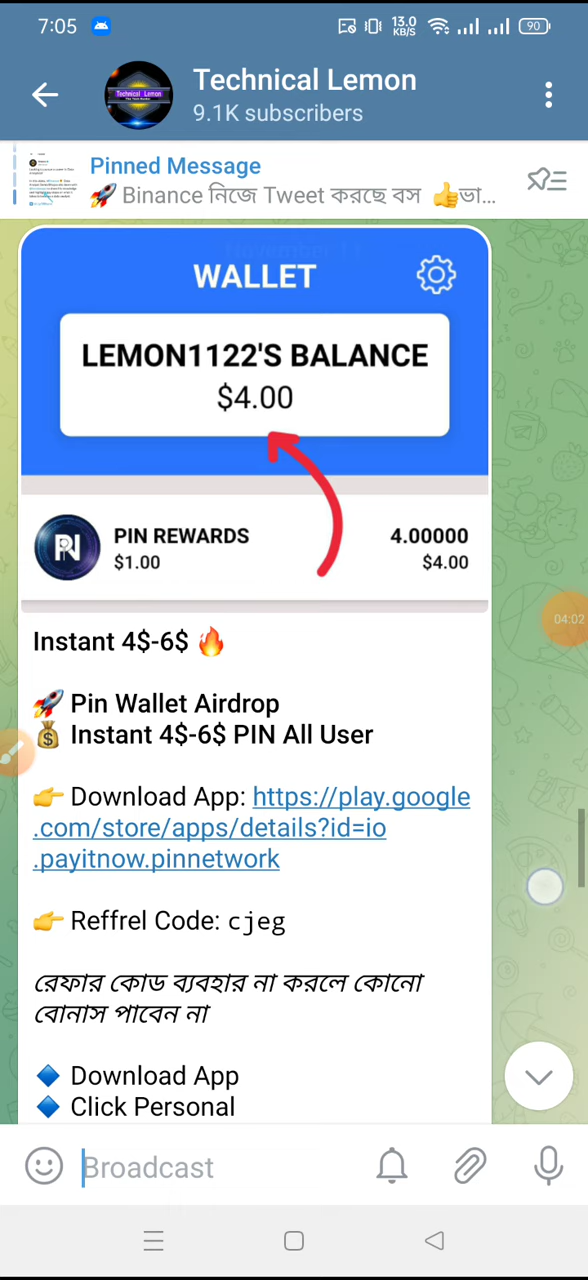 7:05
13.0
KB/S
90
Technical Lemon
9.1K subscribers
Technical Lemon
Pinned Message
🚀 Binance নিজে Tweet করছে বস 👍ভা...
WALLET
LEMON1122'S BALANCE
$4.00
PIN REWARDS
4.00000
$1.00
$4.00
04:02
Instant 4$-6$ 🔥
🚀 Pin Wallet Airdrop
💰 Instant 4$-6$ PIN All User
👉 Download App: https://play.google
.com/store/apps/details?id=io
.payitnow.pinnetwork
👉 Reffrel Code: cjeg
রেফার কোড ব্যবহার না করলে কোনো
বোনাস পাবেন না
🔷 Download App
🔷 Click Personal
Broadcast